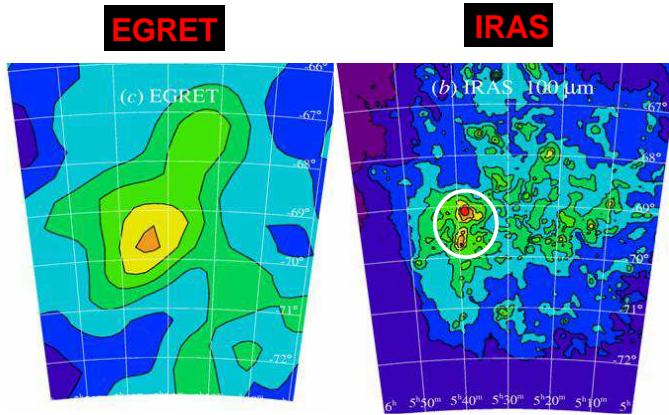 EGRET
IRAS
(c) EGRET
-66°
-67°
-68°
-69°
-70°
-71°
-72°
(b) IRAS 100 μm
-67°
-68°
-69°
-70°
-71°
-72°
6ʰ
5ʰ50ᵐ 5ʰ40ᵐ 5ʰ30ᵐ 5ʰ20ᵐ 5ʰ10ᵐ 5ʰ